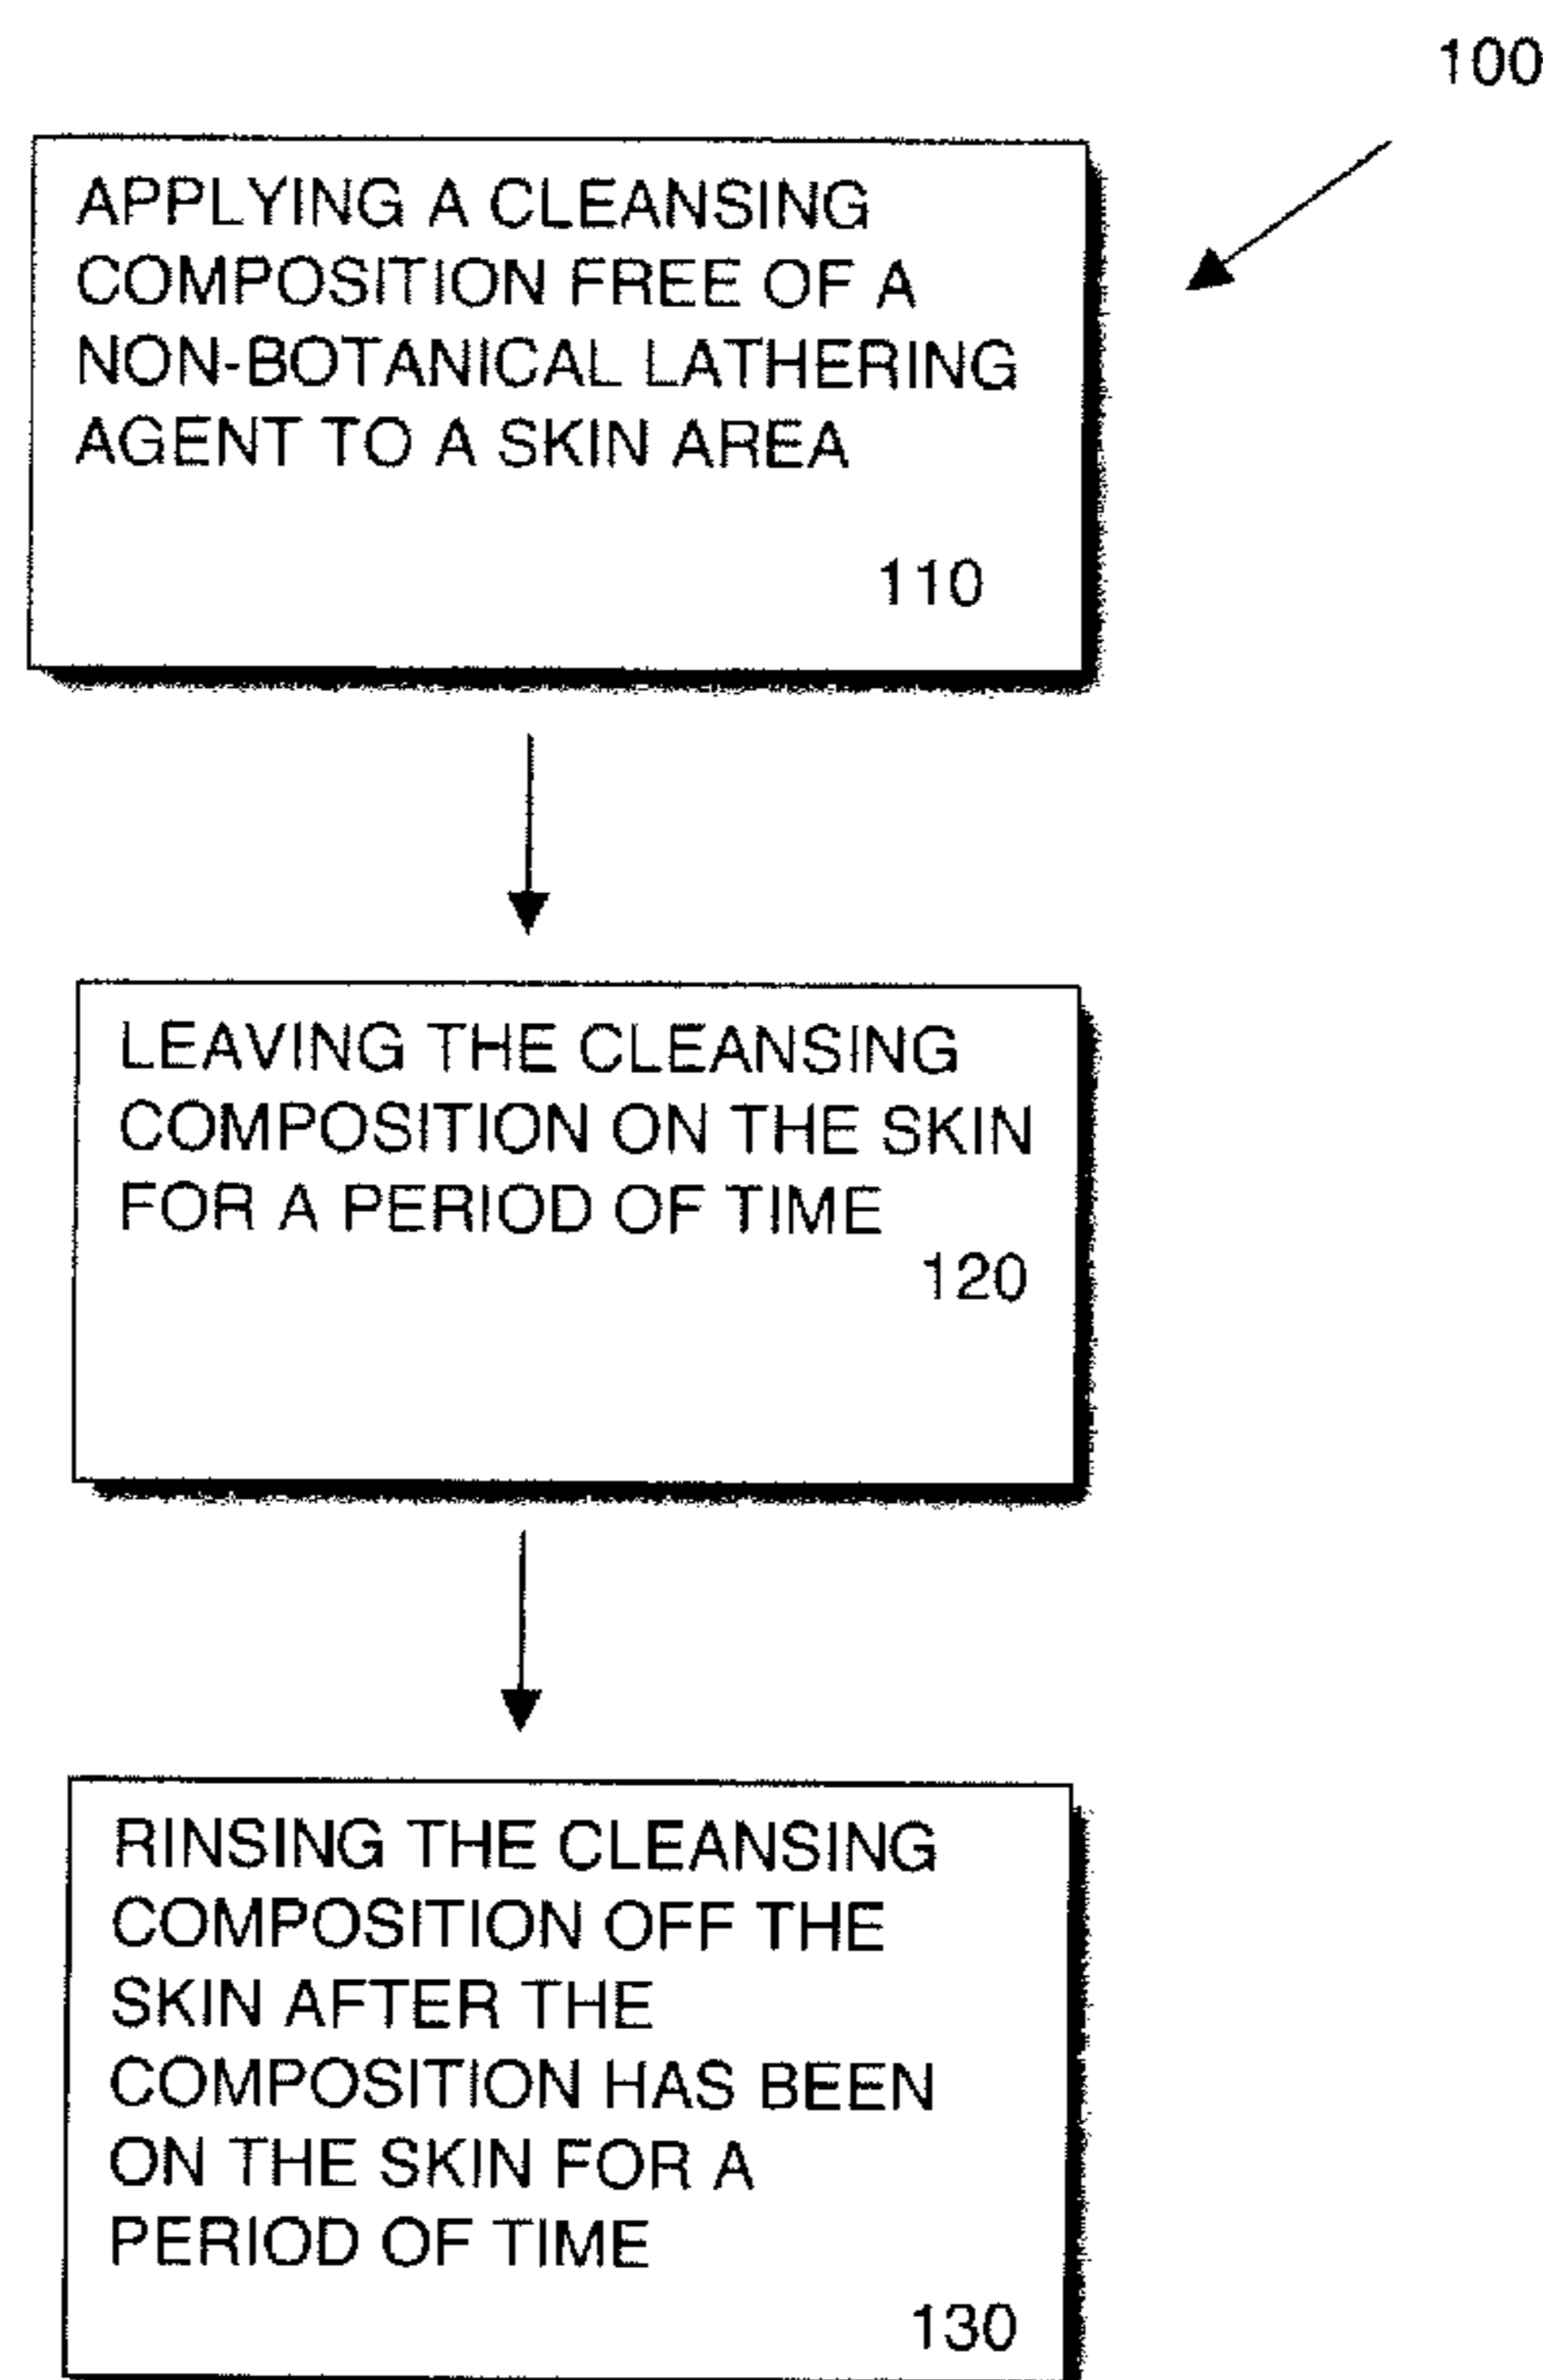 100
APPLYING A CLEANSING
COMPOSITION FREE OF A
NON-BOTANICAL LATHERING
AGENT TO A SKIN AREA
110
LEAVING THE CLEANSING
COMPOSITION ON THE SKIN
FOR A PERIOD OF TIME
120
RINSING THE CLEANSING
COMPOSITION OFF THE
SKIN AFTER THE
COMPOSITION HAS BEEN
ON THE SKIN FOR A
PERIOD OF TIME
130